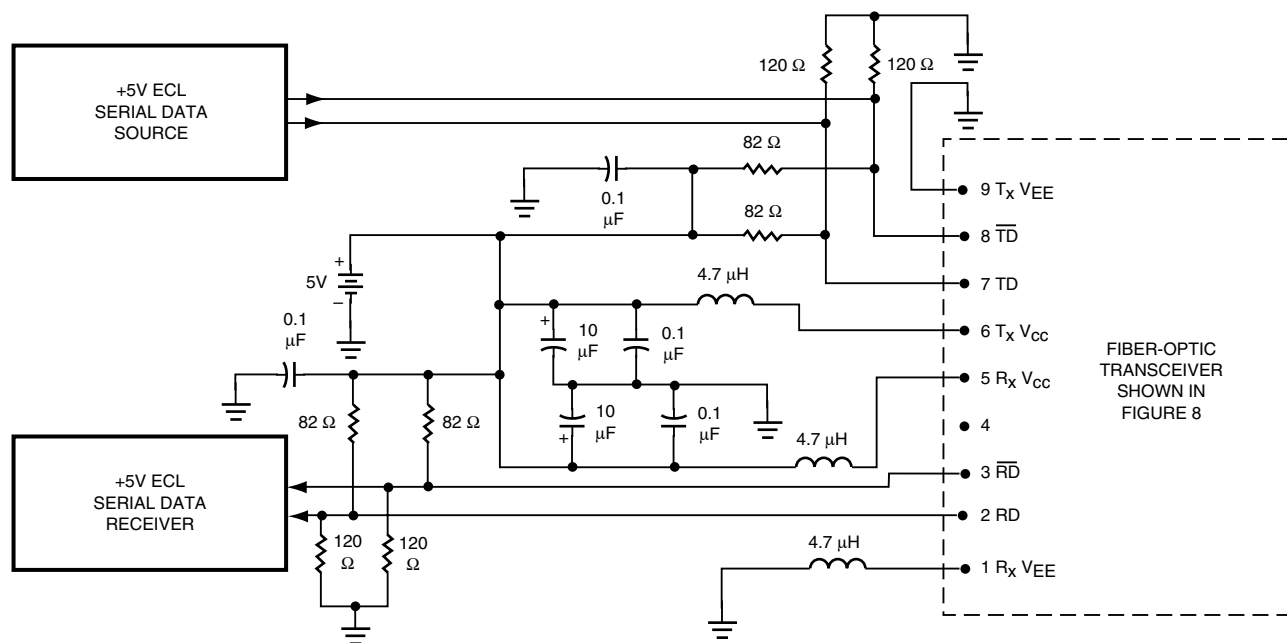 +5V ECL
SERIAL DATA
SOURCE
120 Ω
120 Ω
82 Ω
0.1
μF
82 Ω
9 Tx VEE
8 TD
7 TD
6 Tx VCC
5 Rx VCC
4
3 RD
2 RD
1 Rx VEE
FIBER-OPTIC
TRANSCEIVER
SHOWN IN
FIGURE 8
+
5V
–
4.7 μH
0.1
μF
+
10
μF
0.1
μF
10
μF
+
0.1
μF
4.7 μH
82 Ω
82 Ω
+5V ECL
SERIAL DATA
RECEIVER
120
Ω
120
Ω
4.7 μH